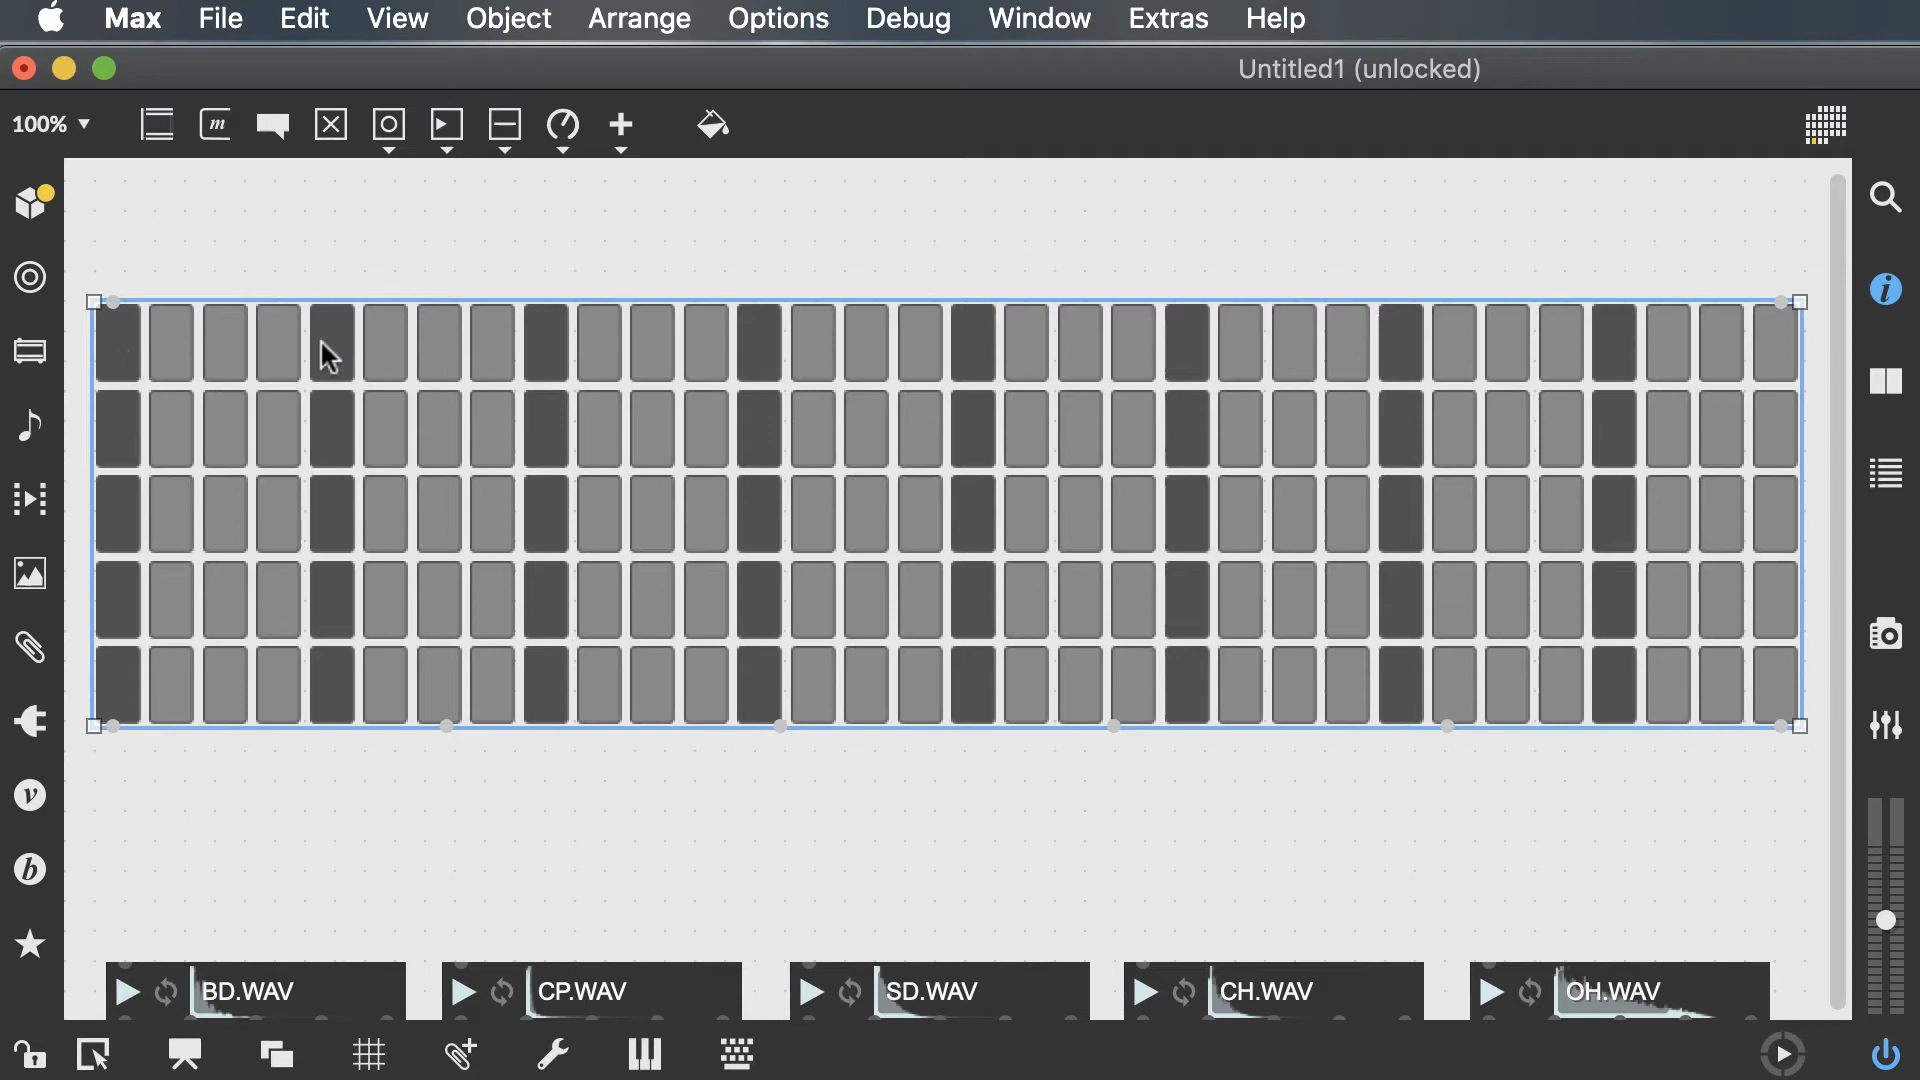 Max File Edit View Object Arrange Options Debug Window Extras Help
Untitled1 (unlocked)
100%
m
i
v
b
BD.WAV CP.WAV SD.WAV CH.WAV OH.WAV